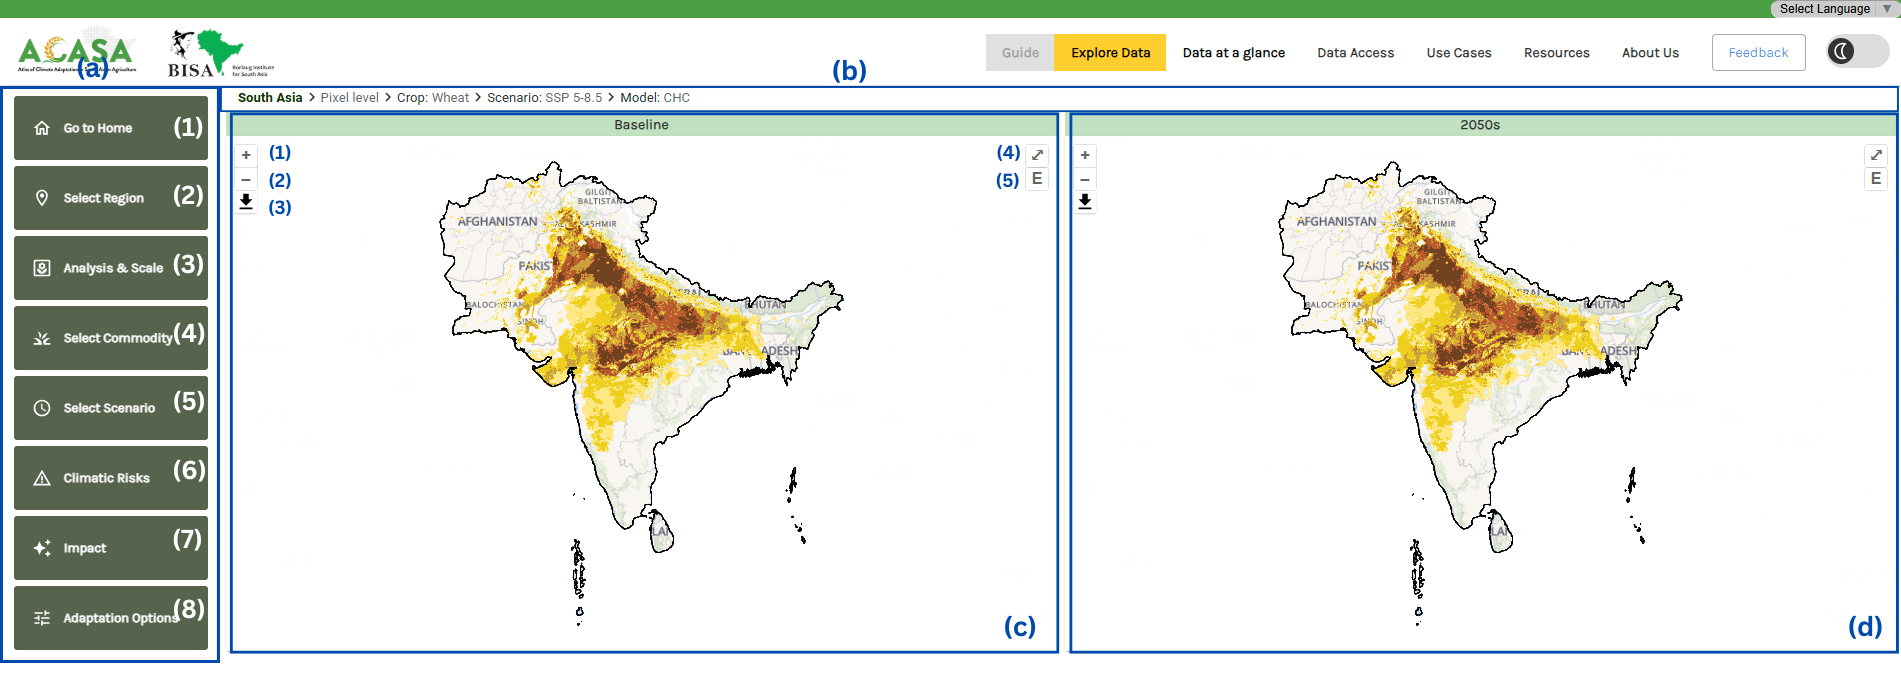 Select Language ▼
ACASA
Atlas of Climate Adaptation in South Asian Agriculture
BISA
Borlaug Institute
for South Asia
Guide
Explore Data
Data at a glance
Data Access
Use Cases
Resources
About Us
Feedback
(a)
(b)
South Asia > Pixel level > Crop: Wheat > Scenario: SSP 5-8.5 > Model: CHC
Go to Home (1)
Select Region (2)
Analysis & Scale (3)
Select Commodity (4)
Select Scenario (5)
Climatic Risks (6)
Impact (7)
Adaptation Options (8)
Baseline
+ (1)
− (2)
(3)
(4)
(5) E
GILGIT
BALTISTAN
AFGHANISTAN
KASHMIR
PAKIS
BALOCHISTAN
SINDH
BHUTAN
ADESH
LAI
(c)
2050s
+
−
E
GILGIT
BALTISTAN
AFGHANISTAN
KASHMIR
PAKIS
BALOCHISTAN
SINDH
BHUTAN
ADESH
LAI
(d)